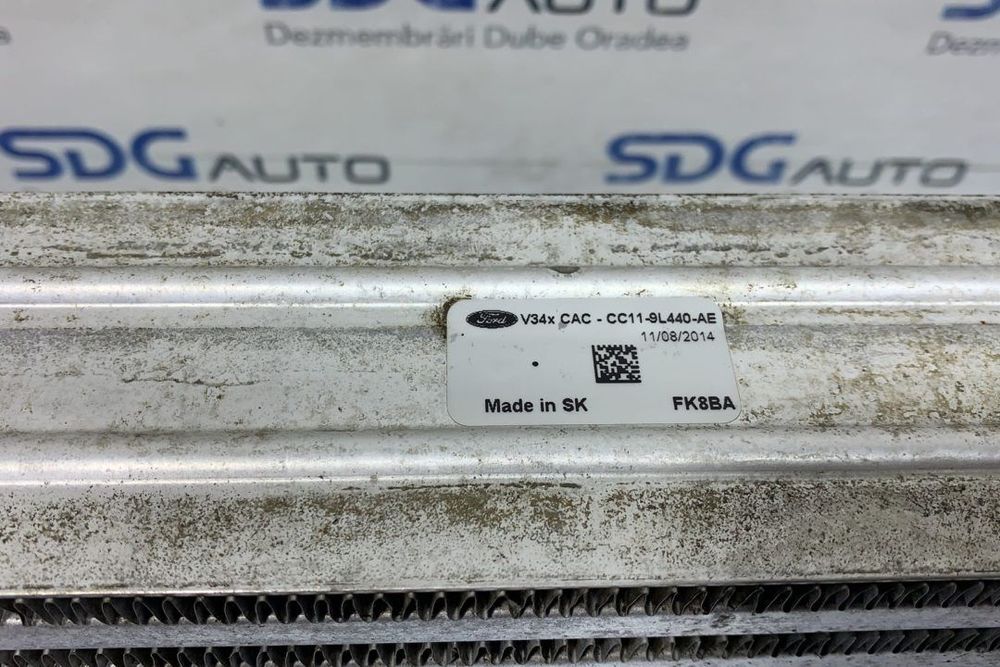 SDG AUTO
Dezmembrări Dube Oradea
SDG AUTO
SDG AUTO
Ford V34x CAC - CC11-9L440-AE
11/08/2014
Made in SK
FK8BA